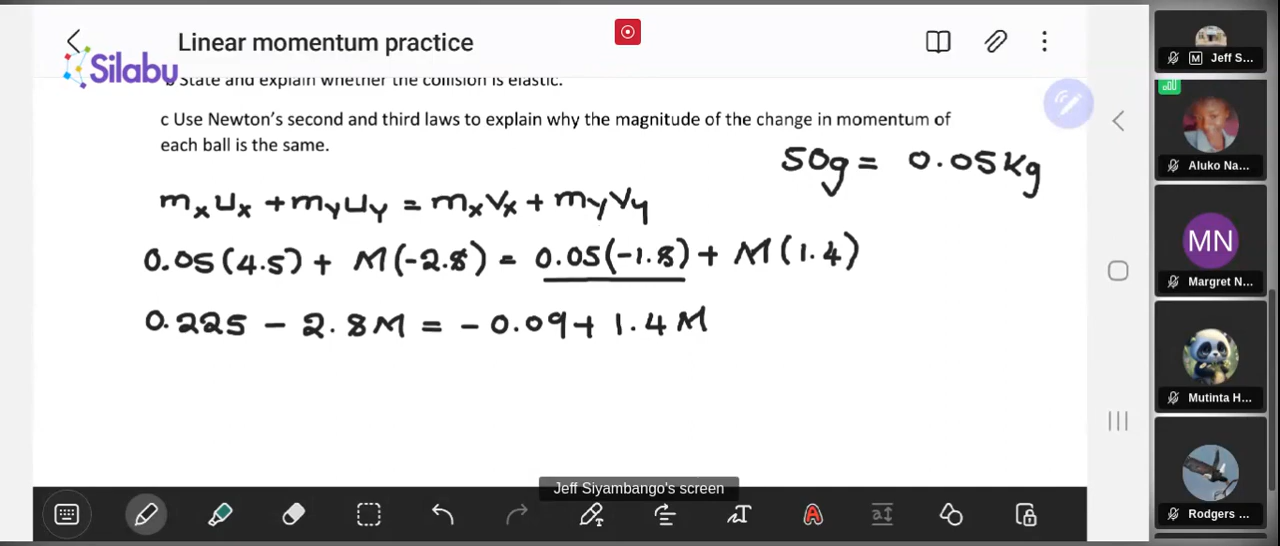 Linear momentum practice
Silabu
b State and explain whether the collision is elastic.
c Use Newton's second and third laws to explain why the magnitude of the change in momentum of
each ball is the same.
50g = 0.05Kg
mxUx + myUy = mxVx + myVy
0.05(4.5) + M(-2.8) = 0.05(-1.8) + M(1.4)
0.225 - 2.8M = -0.09 + 1.4M
Jeff Siyambango's screen
M Jeff S...
Aluko Na...
MN
Margret N...
Mutinta H...
Rodgers ...